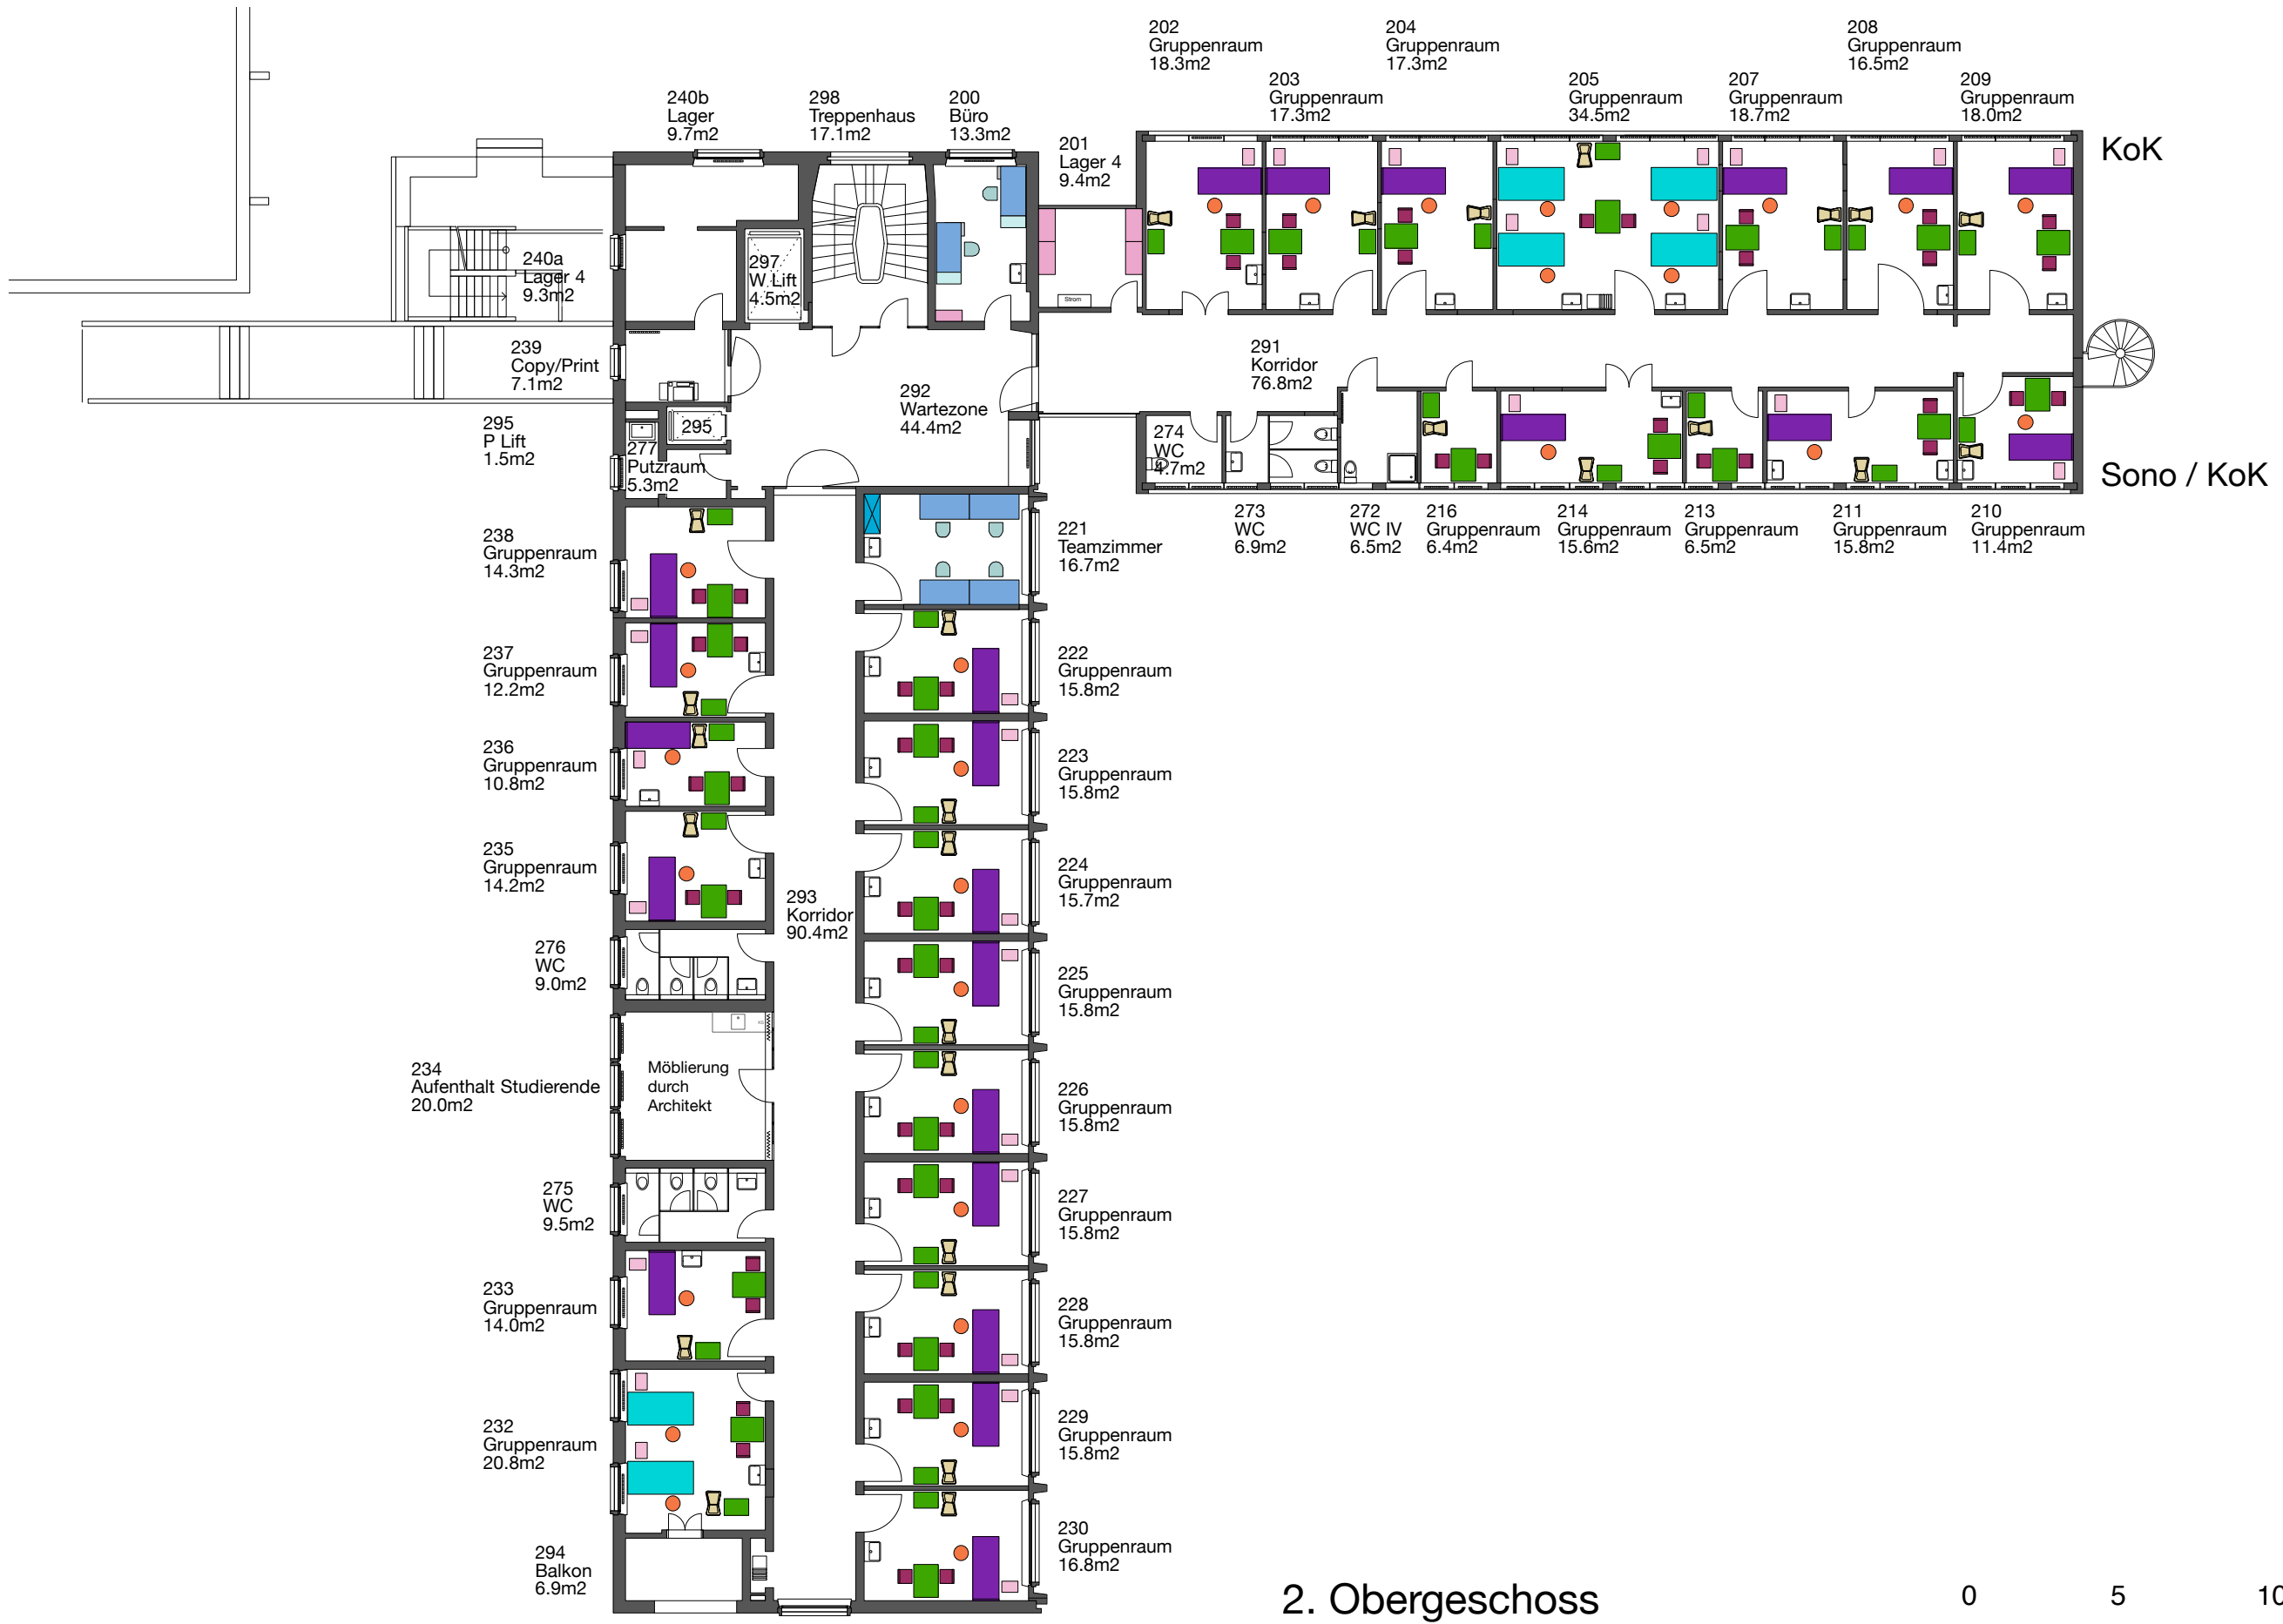 202
Gruppenraum
18.3m2
204
Gruppenraum
17.3m2
208
Gruppenraum
16.5m2
203
Gruppenraum
17.3m2
205
Gruppenraum
34.5m2
207
Gruppenraum
18.7m2
209
Gruppenraum
18.0m2
240b
Lager
9.7m2
298
Treppenhaus
17.1m2
200
Büro
13.3m2
201
Lager 4
9.4m2
KoK
240a
Lager 4
9.3m2
297
W. Lift
4.5m2
Strom
239
Copy/Print
7.1m2
291
Korridor
76.8m2
292
Wartezone
44.4m2
295
P Lift
1.5m2
295
277
Putzraum
5.3m2
274
WC
4.7m2
Sono / KoK
273
WC
6.9m2
272
WC IV
6.5m2
216
Gruppenraum
6.4m2
214
Gruppenraum
15.6m2
213
Gruppenraum
6.5m2
211
Gruppenraum
15.8m2
210
Gruppenraum
11.4m2
238
Gruppenraum
14.3m2
221
Teamzimmer
16.7m2
237
Gruppenraum
12.2m2
222
Gruppenraum
15.8m2
236
Gruppenraum
10.8m2
223
Gruppenraum
15.8m2
235
Gruppenraum
14.2m2
224
Gruppenraum
15.7m2
293
Korridor
90.4m2
276
WC
9.0m2
225
Gruppenraum
15.8m2
234
Aufenthalt Studierende
20.0m2
Möblierung
durch
Architekt
226
Gruppenraum
15.8m2
275
WC
9.5m2
227
Gruppenraum
15.8m2
233
Gruppenraum
14.0m2
228
Gruppenraum
15.8m2
232
Gruppenraum
20.8m2
229
Gruppenraum
15.8m2
294
Balkon
6.9m2
230
Gruppenraum
16.8m2
2. Obergeschoss
0 5 10